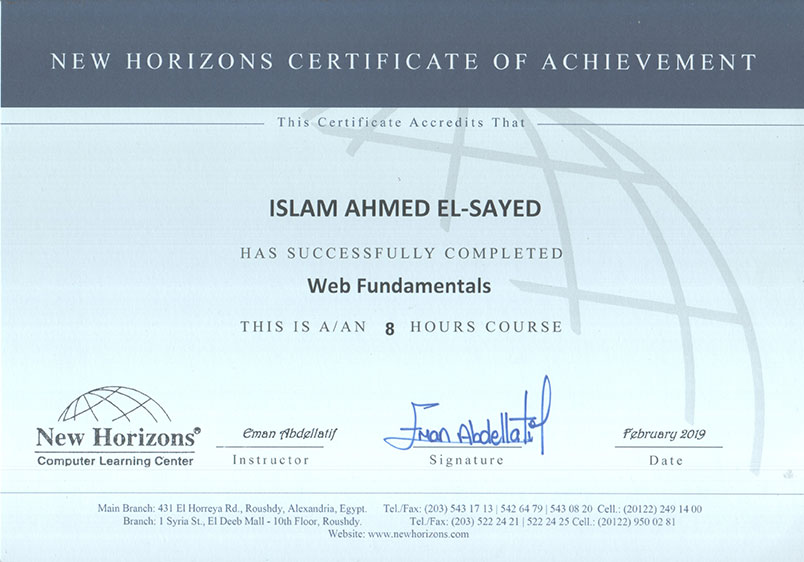 NEW HORIZONS CERTIFICATE OF ACHIEVEMENT
This Certificate Accredits That
ISLAM AHMED EL-SAYED
HAS SUCCESSFULLY COMPLETED
Web Fundamentals
THIS IS A/AN 8 HOURS COURSE
New Horizons®
Computer Learning Center
Eman Abdellatif
Instructor
Eman Abdellatif
Signature
February 2019
Date
Main Branch: 431 El Horreya Rd., Roushdy, Alexandria, Egypt. Tel./Fax: (203) 543 17 13 | 542 64 79 | 543 08 20 Cell.: (20122) 249 14 00
Branch: 1 Syria St., El Deeb Mall - 10th Floor, Roushdy. Tel./Fax: (203) 522 24 21 | 522 24 25 Cell.: (20122) 950 02 81
Website: www.newhorizons.com